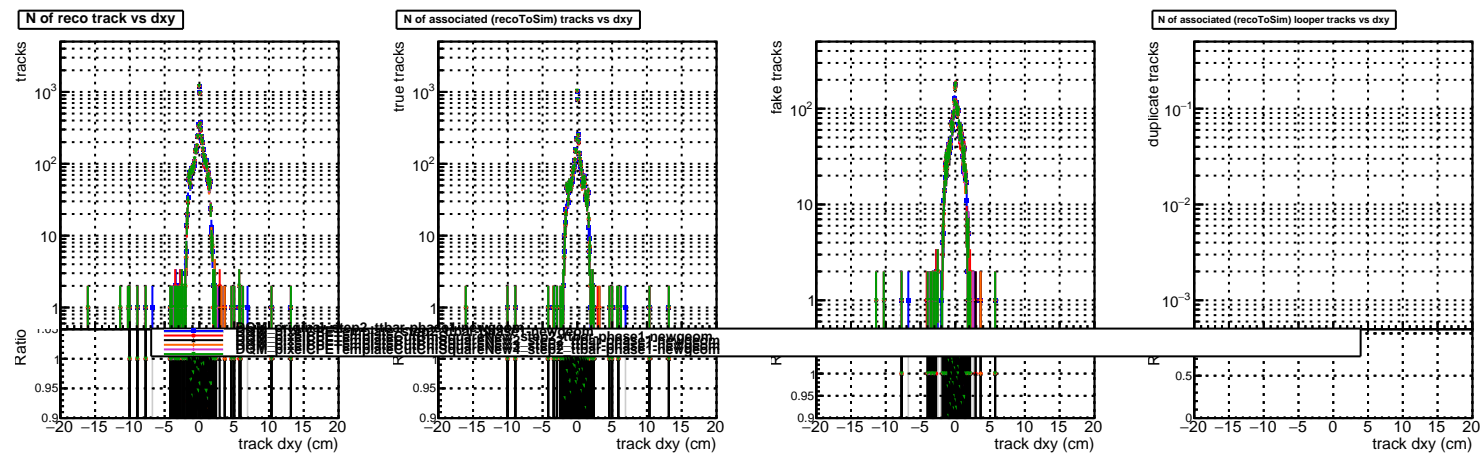 N of reco track vs dxy
tracks
10³
10²
10
1
Ratio
1
0.95
0.9
−20 −15 −10 −5 0 5 10 15 20
track dxy (cm)
N of associated (recoToSim) tracks vs dxy
true tracks
10³
10²
10
1
1
0.95
0.9
−20 −15 −10 −5 0 5 10 15 20
track dxy (cm)
fake tracks
10²
10
1
1
0.95
0.9
−20 −15 −10 −5 0 5 10 15 20
track dxy (cm)
N of associated (recoToSim) looper tracks vs dxy
duplicate tracks
10⁻¹
10⁻²
10⁻³
0.5
0
−20 −15 −10 −5 0 5 10 15 20
track dxy (cm)